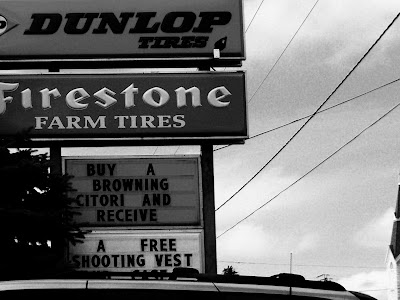 DUNLOP
TIRES
Firestone
FARM TIRES
BUY A
BROWNING
CITORI AND
RECEIVE
A FREE
SHOOTING VEST